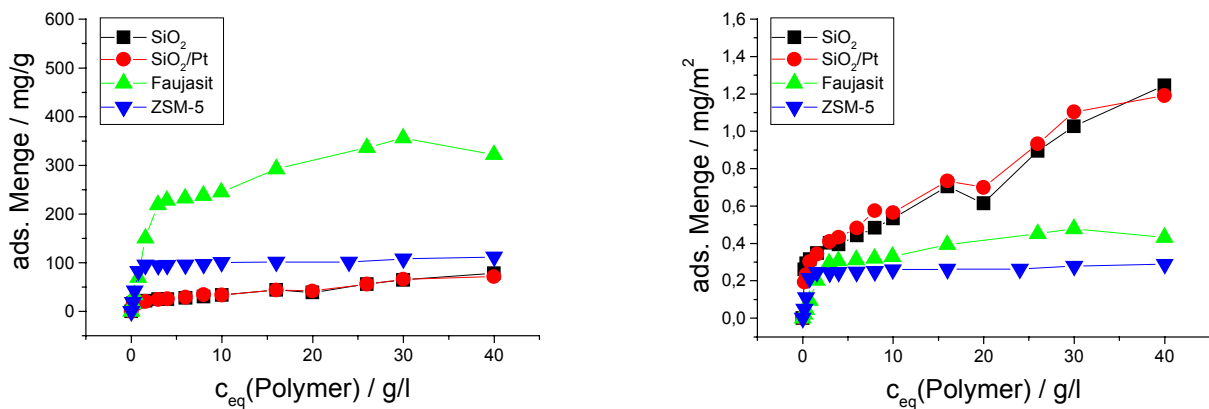 600
500
400
300
200
100
0
ads. Menge / mg/g
SiO₂
SiO₂/Pt
Faujasit
ZSM-5
0 10 20 30 40
c_eq(Polymer) / g/l
1,6
1,4
1,2
1,0
0,8
0,6
0,4
0,2
0,0
ads. Menge / mg/m²
SiO₂
SiO₂/Pt
Faujasit
ZSM-5
0 10 20 30 40
c_eq(Polymer) / g/l